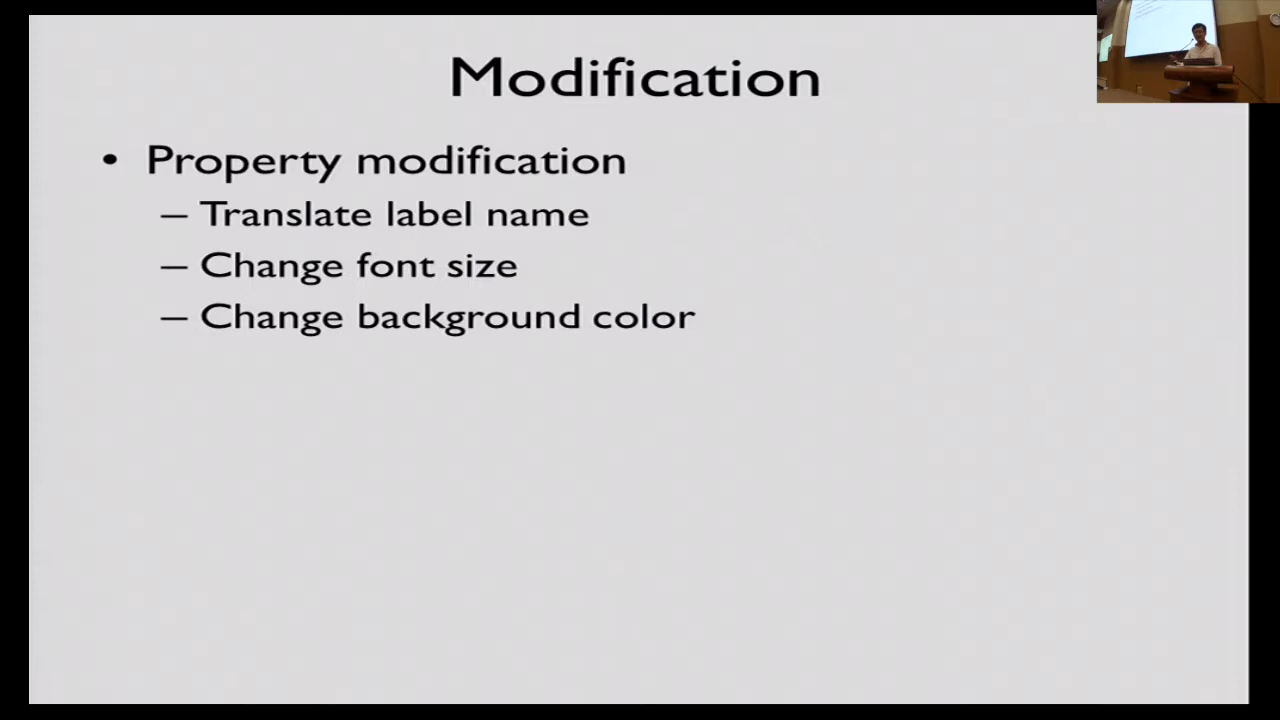 Modification
• Property modification
– Translate label name
– Change font size
– Change background color